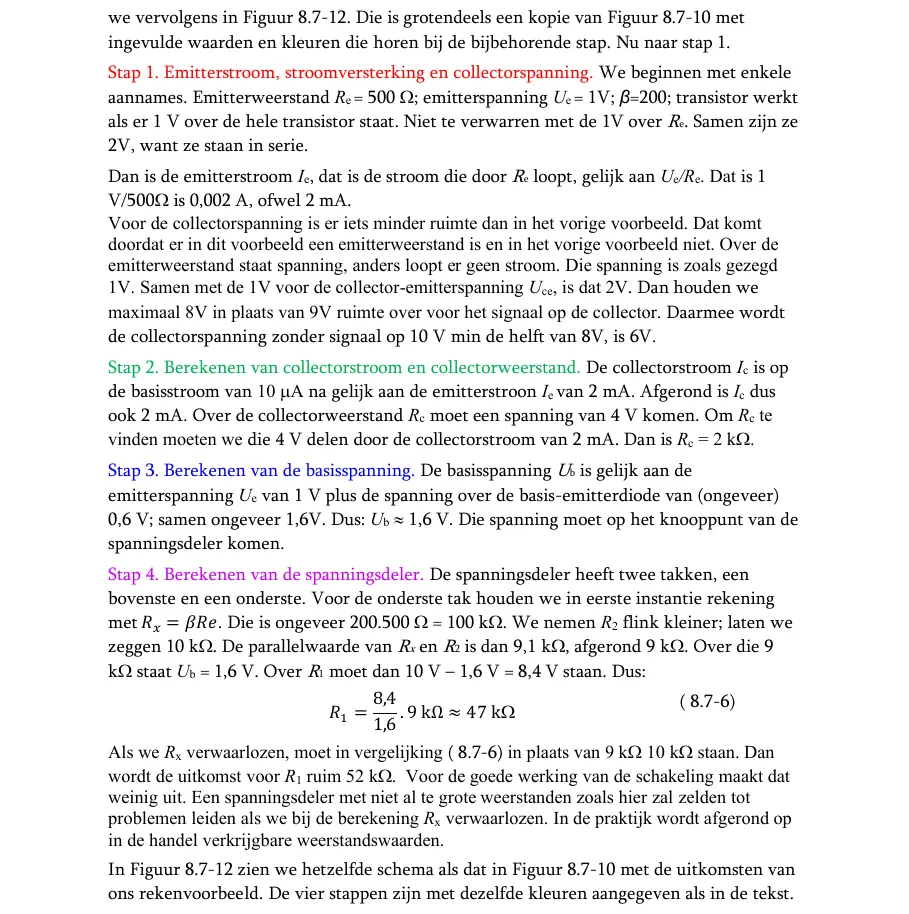 we vervolgens in Figuur 8.7-12. Die is grotendeels een kopie van Figuur 8.7-10 met
ingevulde waarden en kleuren die horen bij de bijbehorende stap. Nu naar stap 1.
Stap 1. Emitterstroom, stroomversterking en collectorspanning. We beginnen met enkele
aannames. Emitterweerstand Re = 500 Ω; emitterspanning Ue = 1V; β=200; transistor werkt
als er 1 V over de hele transistor staat. Niet te verwarren met de 1V over Re. Samen zijn ze
2V, want ze staan in serie.
Dan is de emitterstroom Ie, dat is de stroom die door Re loopt, gelijk aan Ue/Re. Dat is 1
V/500Ω is 0,002 A, ofwel 2 mA.
Voor de collectorspanning is er iets minder ruimte dan in het vorige voorbeeld. Dat komt
doordat er in dit voorbeeld een emitterweerstand is en in het vorige voorbeeld niet. Over de
emitterweerstand staat spanning, anders loopt er geen stroom. Die spanning is zoals gezegd
1V. Samen met de 1V voor de collector-emitterspanning Uce, is dat 2V. Dan houden we
maximaal 8V in plaats van 9V ruimte over voor het signaal op de collector. Daarmee wordt
de collectorspanning zonder signaal op 10 V min de helft van 8V, is 6V.
Stap 2. Berekenen van collectorstroom en collectorweerstand. De collectorstroom Ic is op
de basisstroom van 10 μA na gelijk aan de emitterstroon Ie van 2 mA. Afgerond is Ic dus
ook 2 mA. Over de collectorweerstand Rc moet een spanning van 4 V komen. Om Rc te
vinden moeten we die 4 V delen door de collectorstroom van 2 mA. Dan is Rc = 2 kΩ.
Stap 3. Berekenen van de basisspanning. De basisspanning Ub is gelijk aan de
emitterspanning Ue van 1 V plus de spanning over de basis-emitterdiode van (ongeveer)
0,6 V; samen ongeveer 1,6V. Dus: Ub ≈ 1,6 V. Die spanning moet op het knooppunt van de
spanningsdeler komen.
Stap 4. Berekenen van de spanningsdeler. De spanningsdeler heeft twee takken, een
bovenste en een onderste. Voor de onderste tak houden we in eerste instantie rekening
met Rx = βRe. Die is ongeveer 200.500 Ω = 100 kΩ. We nemen R2 flink kleiner; laten we
zeggen 10 kΩ. De parallelwaarde van Rx en R2 is dan 9,1 kΩ, afgerond 9 kΩ. Over die 9
kΩ staat Ub = 1,6 V. Over R1 moet dan 10 V – 1,6 V = 8,4 V staan. Dus:
R1 = 8,4/1,6 . 9 kΩ ≈ 47 kΩ ( 8.7-6)
Als we Rx verwaarlozen, moet in vergelijking ( 8.7-6) in plaats van 9 kΩ 10 kΩ staan. Dan
wordt de uitkomst voor R1 ruim 52 kΩ. Voor de goede werking van de schakeling maakt dat
weinig uit. Een spanningsdeler met niet al te grote weerstanden zoals hier zal zelden tot
problemen leiden als we bij de berekening Rx verwaarlozen. In de praktijk wordt afgerond op
in de handel verkrijgbare weerstandswaarden.
In Figuur 8.7-12 zien we hetzelfde schema als dat in Figuur 8.7-10 met de uitkomsten van
ons rekenvoorbeeld. De vier stappen zijn met dezelfde kleuren aangegeven als in de tekst.